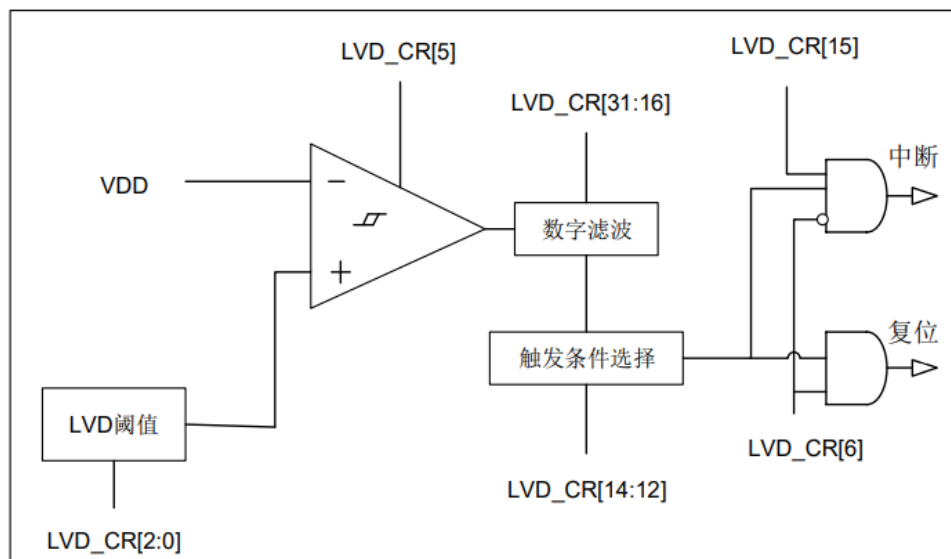 LVD_CR[5]
LVD_CR[15]
LVD_CR[31:16]
中断
VDD
−
数字滤波
+
复位
触发条件选择
LVD阈值
LVD_CR[6]
LVD_CR[14:12]
LVD_CR[2:0]